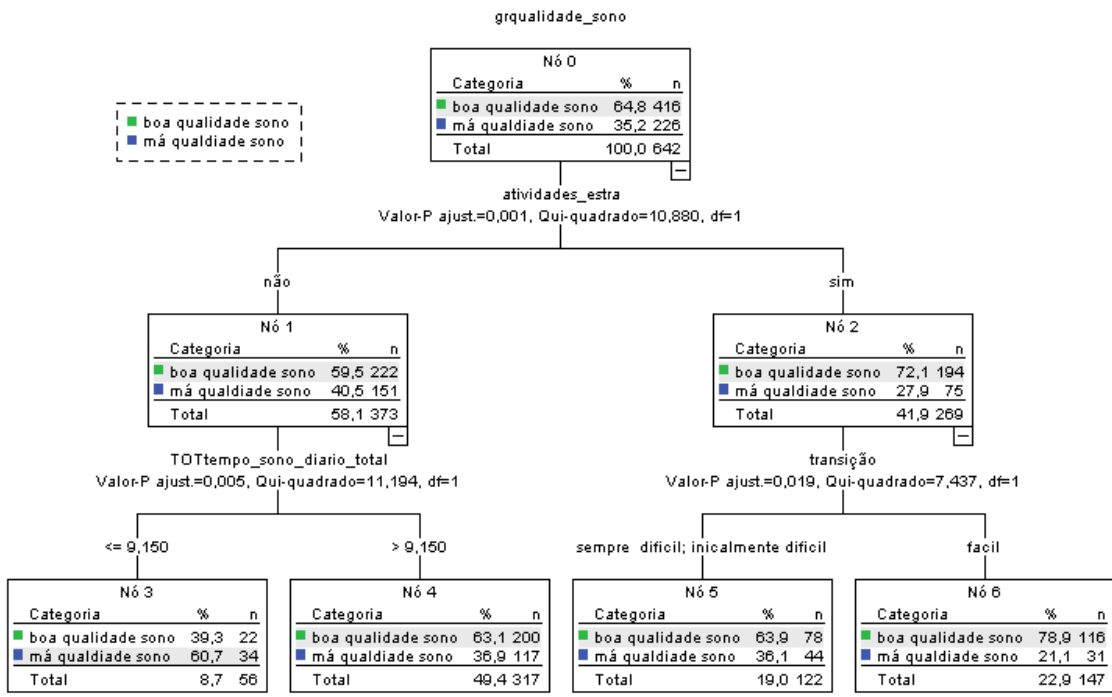 grqualidade_sono
Nó 0
Categoria % n
boa qualidade sono 64,8 416
má qualdiade sono 35,2 226
Total 100,0 642
boa qualidade sono
má qualdiade sono
atividades_estra
Valor-P ajust.=0,001, Qui-quadrado=10,880, df=1
não
sim
Nó 1
Categoria % n
boa qualidade sono 59,5 222
má qualdiade sono 40,5 151
Total 58,1 373
Nó 2
Categoria % n
boa qualidade sono 72,1 194
má qualdiade sono 27,9 75
Total 41,9 269
TOTtempo_sono_diario_total
Valor-P ajust.=0,005, Qui-quadrado=11,194, df=1
transição
Valor-P ajust.=0,019, Qui-quadrado=7,437, df=1
<= 9,150
> 9,150
sempre dificil; inicalmente dificil
facil
Nó 3
Categoria % n
boa qualidade sono 39,3 22
má qualdiade sono 60,7 34
Total 8,7 56
Nó 4
Categoria % n
boa qualidade sono 63,1 200
má qualdiade sono 36,9 117
Total 49,4 317
Nó 5
Categoria % n
boa qualidade sono 63,9 78
má qualdiade sono 36,1 44
Total 19,0 122
Nó 6
Categoria % n
boa qualidade sono 78,9 116
má qualdiade sono 21,1 31
Total 22,9 147